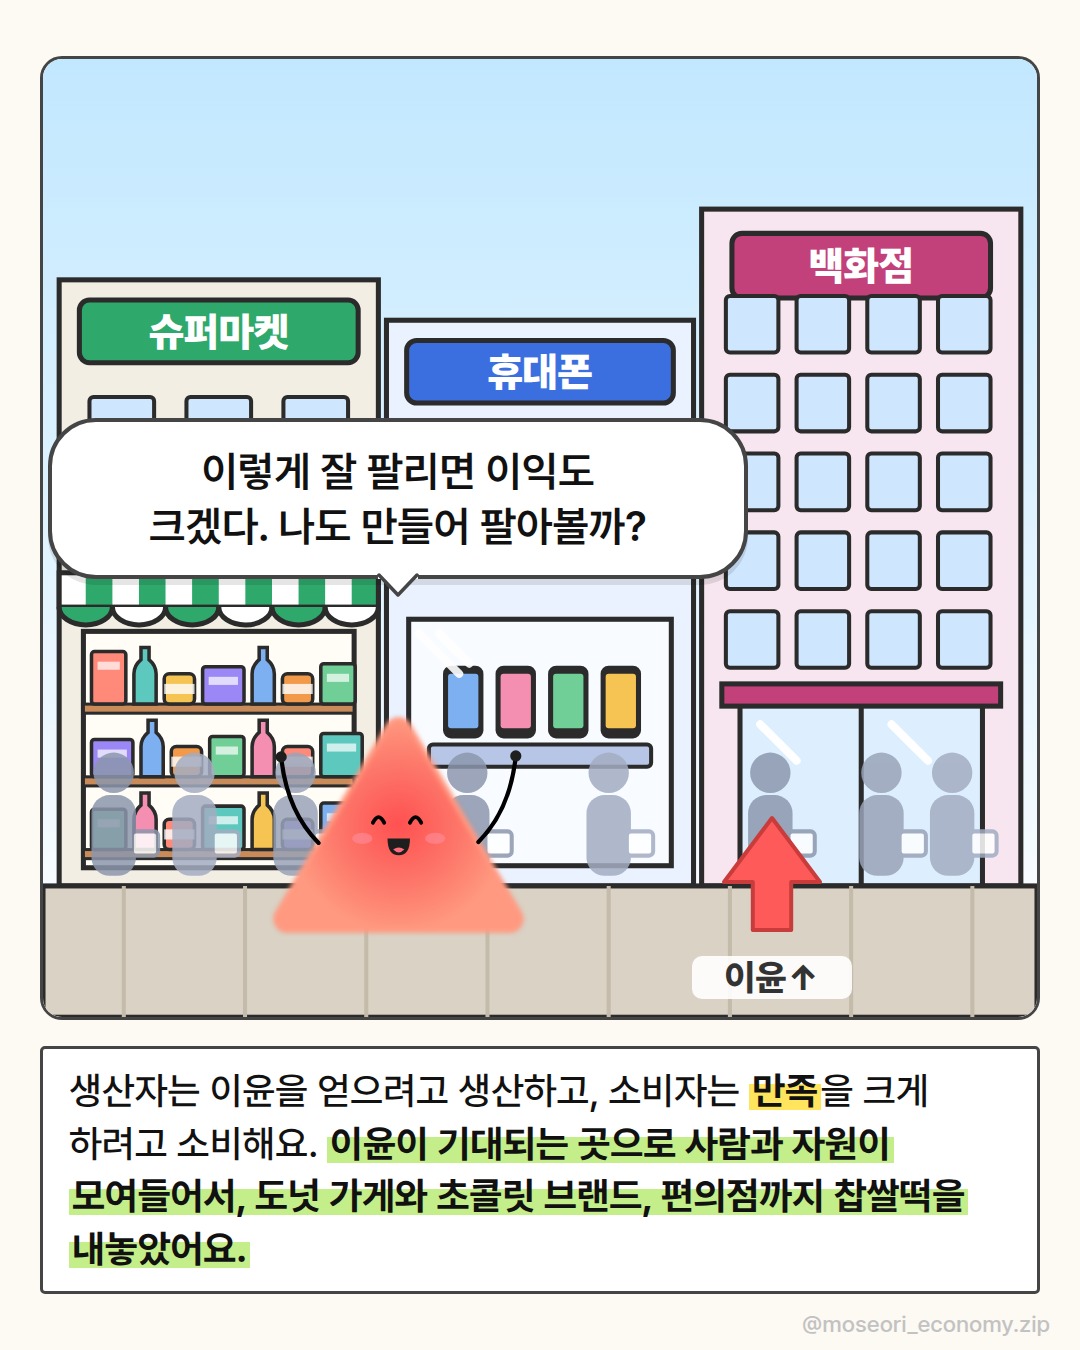 백화점
슈퍼마켓
휴대폰
이렇게 잘 팔리면 이익도
크겠다. 나도 만들어 팔아볼까?
이윤↑
생산자는 이윤을 얻으려고 생산하고, 소비자는 만족을 크게
하려고 소비해요. 이윤이 기대되는 곳으로 사람과 자원이
모여들어서, 도넛 가게와 초콜릿 브랜드, 편의점까지 찹쌀떡을
내놓았어요.
@moseori_economy.zip